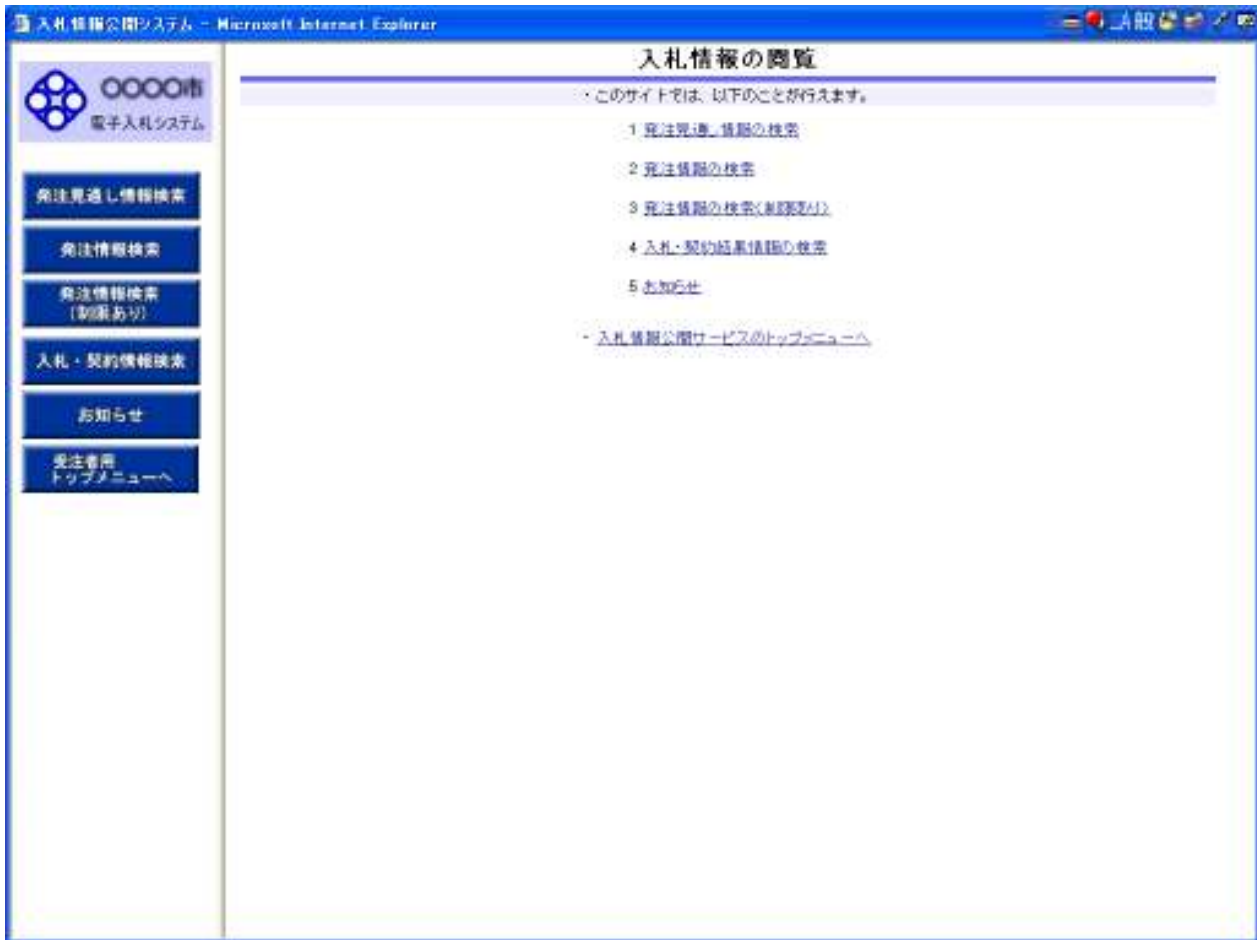 入札情報公開システム - Microsoft Internet Explorer
A 般
〇〇〇〇市
電子入札システム
発注見通し情報検索
発注情報検索
発注情報検索
(制限あり)
入札・契約情報検索
お知らせ
受注者用
トップメニューへ
入札情報の閲覧
・このサイトでは、以下のことが行えます。
1 発注見通し情報の検索
2 発注情報の検索
3 発注情報の検索(制限あり)
4 入札・契約結果情報の検索
5 お知らせ
・ 入札情報公開サービスのトップメニューへ